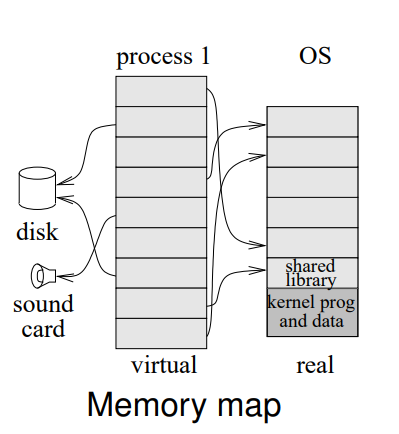 process 1
OS
disk
sound
card
shared
library
kernel prog
and data
virtual
real
Memory map